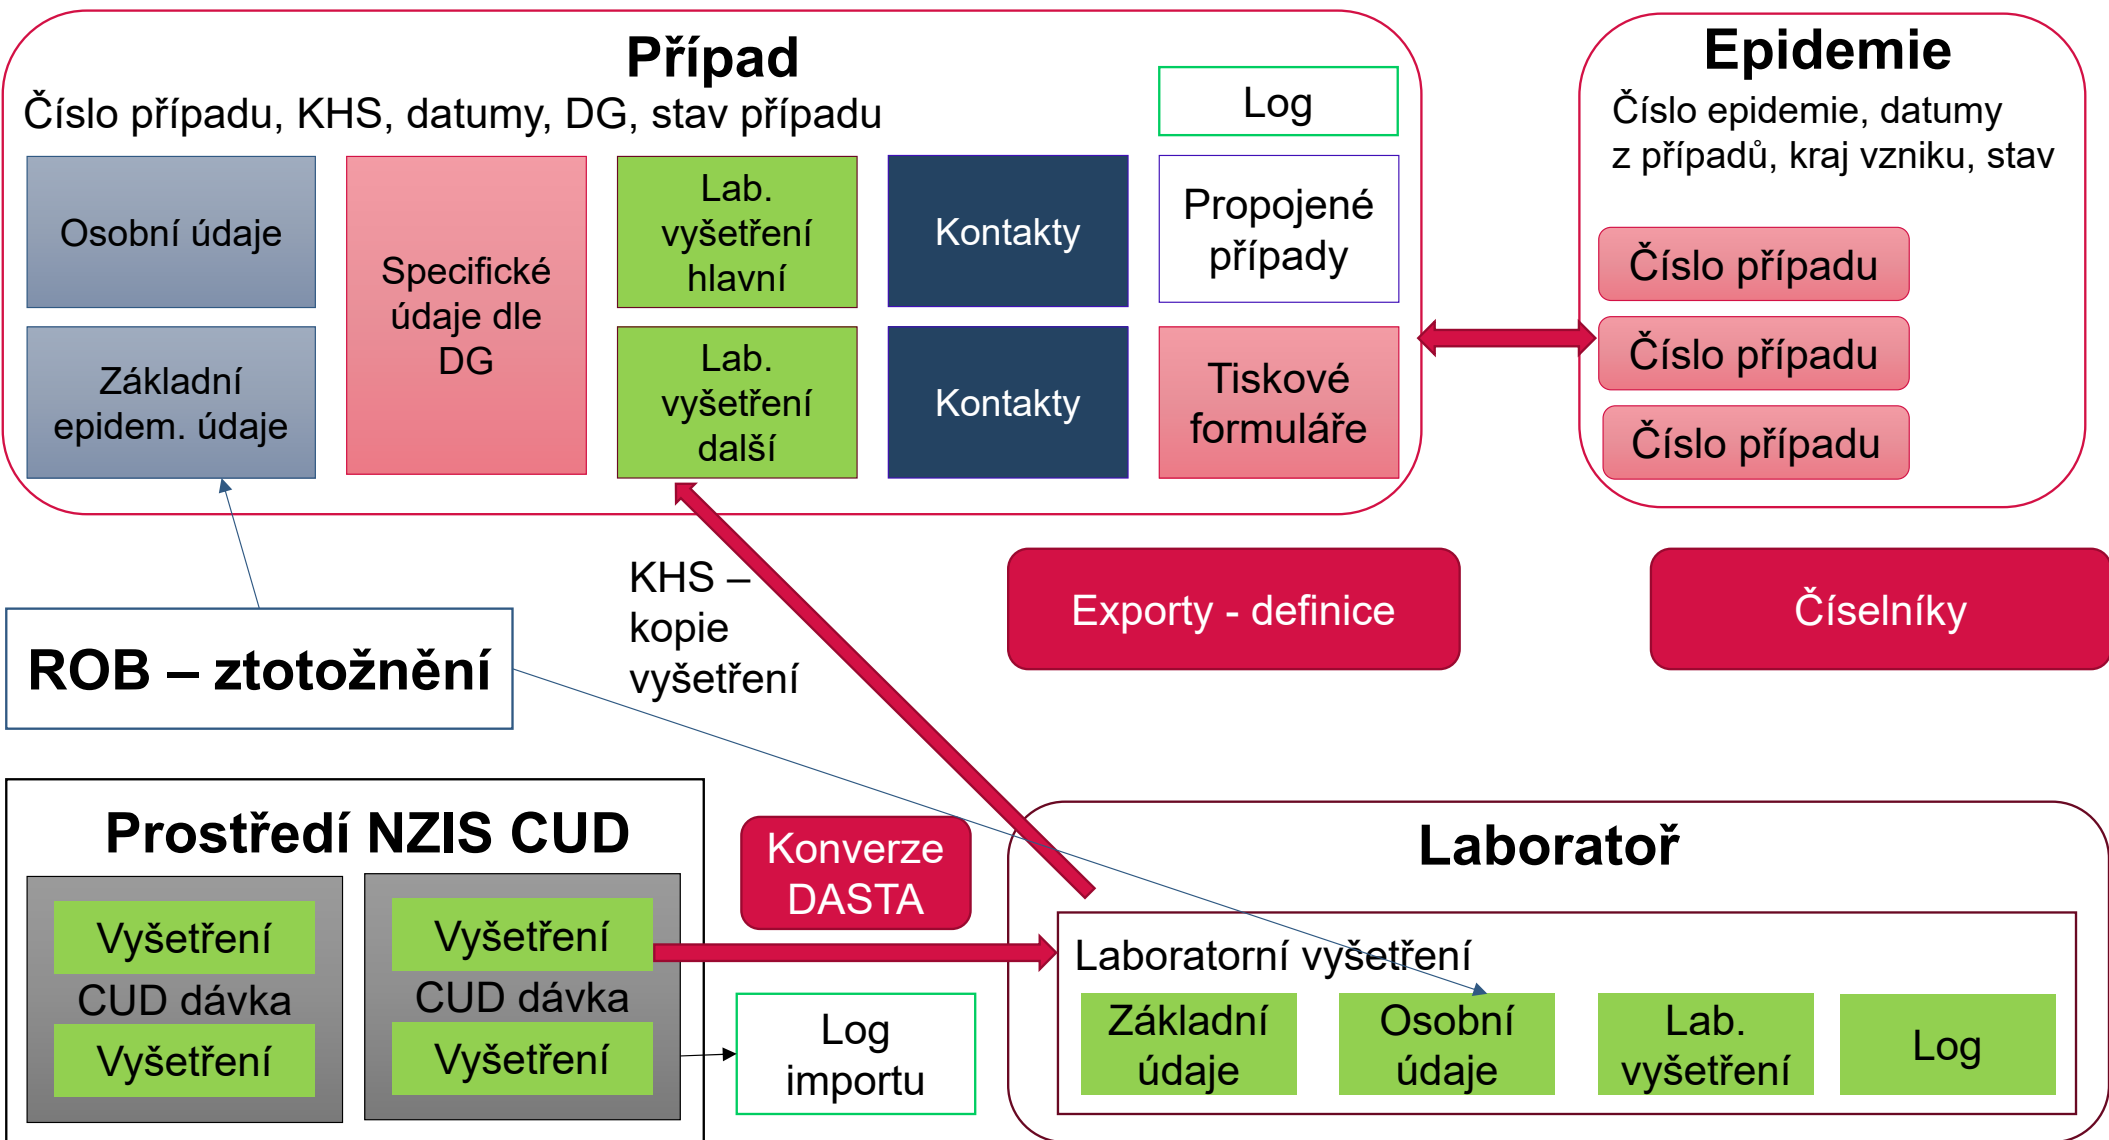 Případ
Číslo případu, KHS, datumy, DG, stav případu
Log
Osobní údaje
Základní
epidem. údaje
Specifické
údaje dle
DG
Lab.
vyšetření
hlavní
Lab.
vyšetření
další
Kontakty
Kontakty
Propojené
případy
Tiskové
formuláře
Epidemie
Číslo epidemie, datumy
z případů, kraj vzniku, stav
Číslo případu
Číslo případu
Číslo případu
KHS –
kopie
vyšetření
Exporty - definice
Číselníky
ROB – ztotožnění
Prostředí NZIS CUD
Vyšetření
CUD dávka
Vyšetření
Vyšetření
CUD dávka
Vyšetření
Konverze
DASTA
Log
importu
Laboratoř
Laboratorní vyšetření
Základní
údaje
Osobní
údaje
Lab.
vyšetření
Log